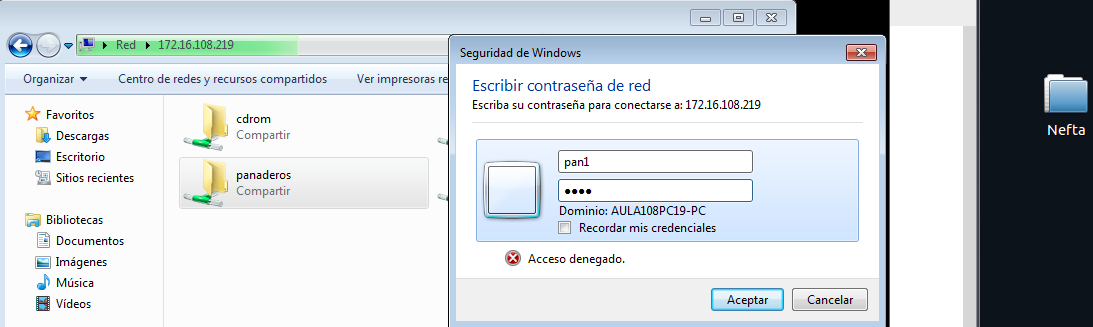 Red ▸ 172.16.108.219
Organizar
Centro de redes y recursos compartidos
Ver impresoras re
Favoritos
Descargas
Escritorio
Sitios recientes
Bibliotecas
Documentos
Imágenes
Música
Vídeos
cdrom
Compartir
panaderos
Compartir
Seguridad de Windows
Escribir contraseña de red
Escriba su contraseña para conectarse a: 172.16.108.219
pan1
••••
Dominio: AULA108PC19-PC
Recordar mis credenciales
Acceso denegado.
Aceptar
Cancelar
Nefta